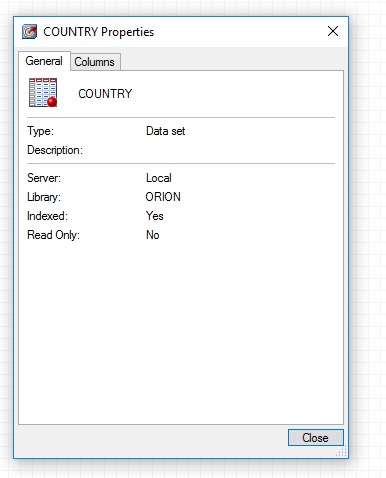 COUNTRY Properties
General Columns
COUNTRY
Type: Data set
Description:
Server: Local
Library: ORION
Indexed: Yes
Read Only: No
Close